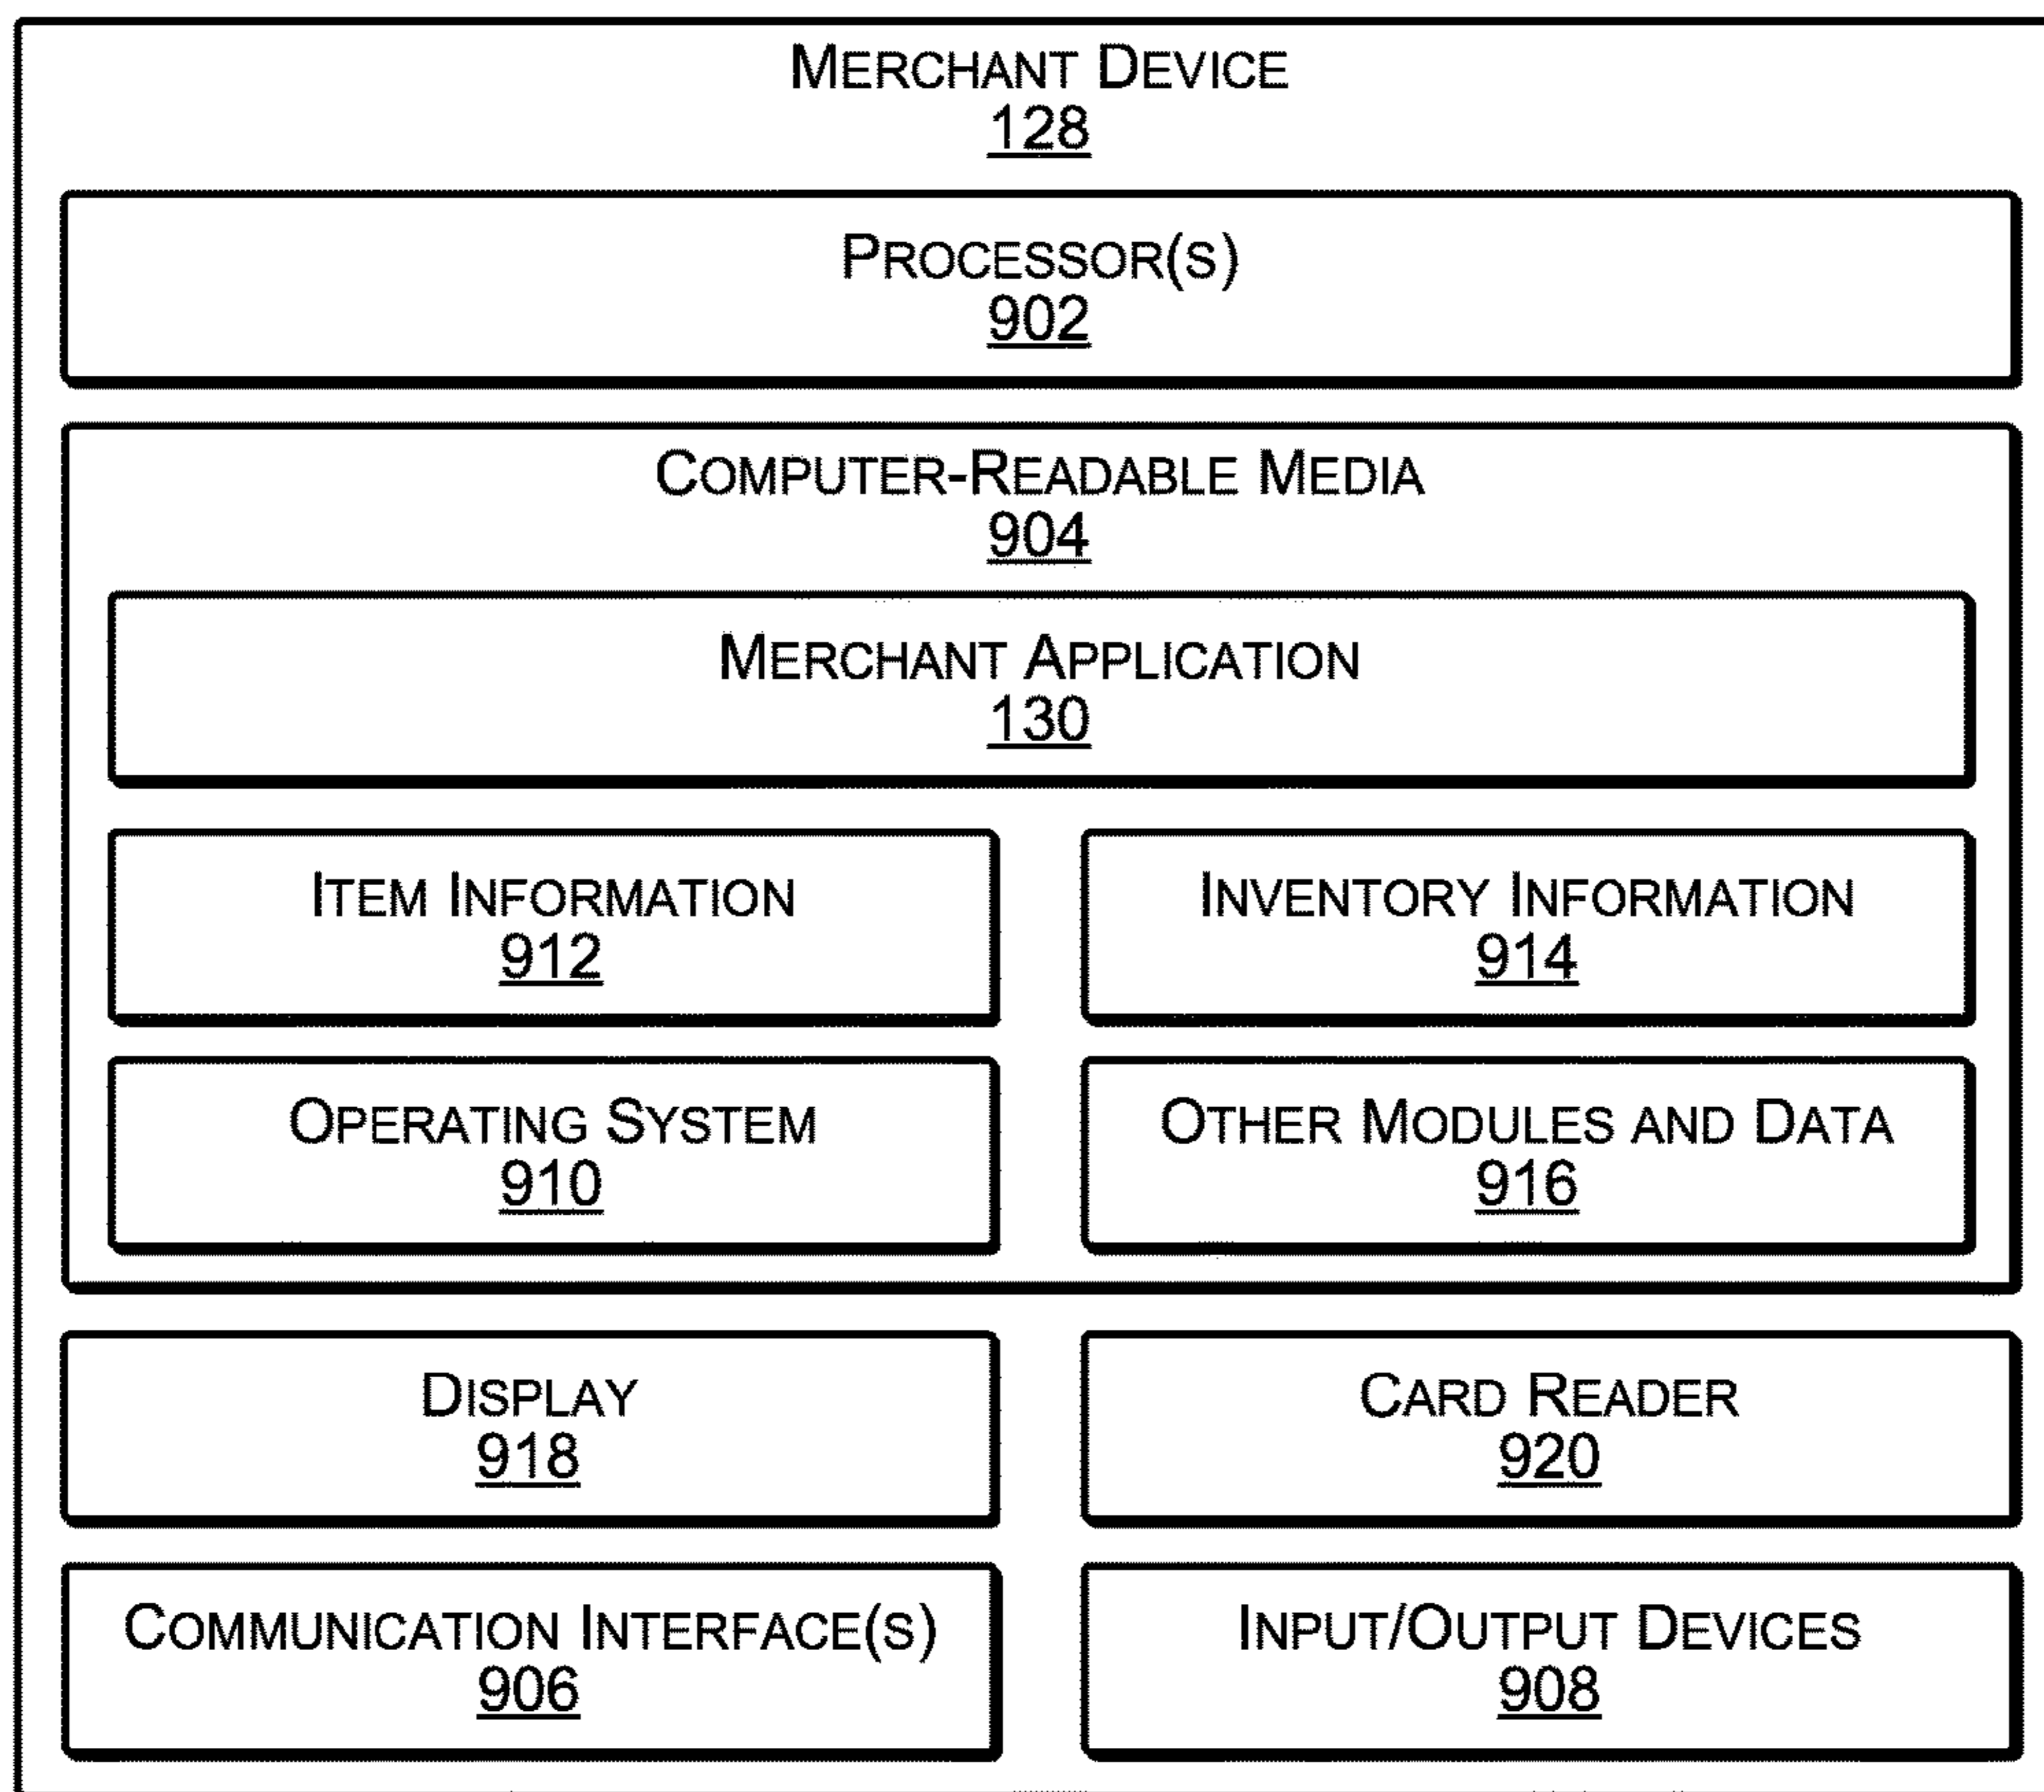 MERCHANT DEVICE
128
PROCESSOR(S)
902
COMPUTER-READABLE MEDIA
904
MERCHANT APPLICATION
130
ITEM INFORMATION
912
INVENTORY INFORMATION
914
OPERATING SYSTEM
910
OTHER MODULES AND DATA
916
DISPLAY
918
CARD READER
920
COMMUNICATION INTERFACE(S)
906
INPUT/OUTPUT DEVICES
908